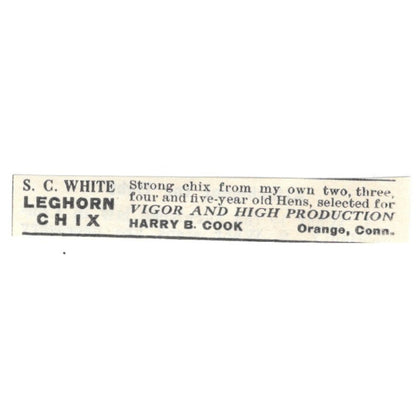 S. C. WHITE
LEGHORN
CHIX
Strong chix from my own two, three,
four and five-year old Hens, selected for
VIGOR AND HIGH PRODUCTION
HARRY B. COOK Orange, Conn.